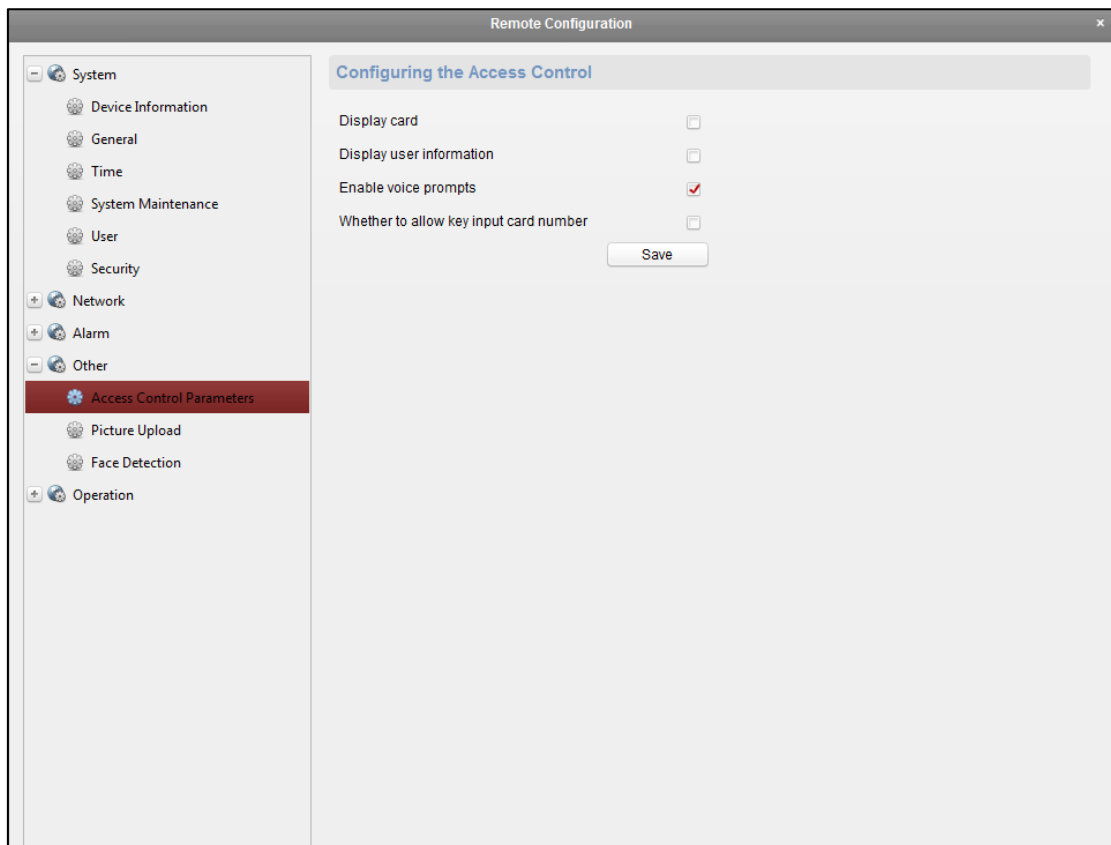 Remote Configuration
System
Device Information
General
Time
System Maintenance
User
Security
Network
Alarm
Other
Access Control Parameters
Picture Upload
Face Detection
Operation
Configuring the Access Control
Display card
Display user information
Enable voice prompts
Whether to allow key input card number
Save